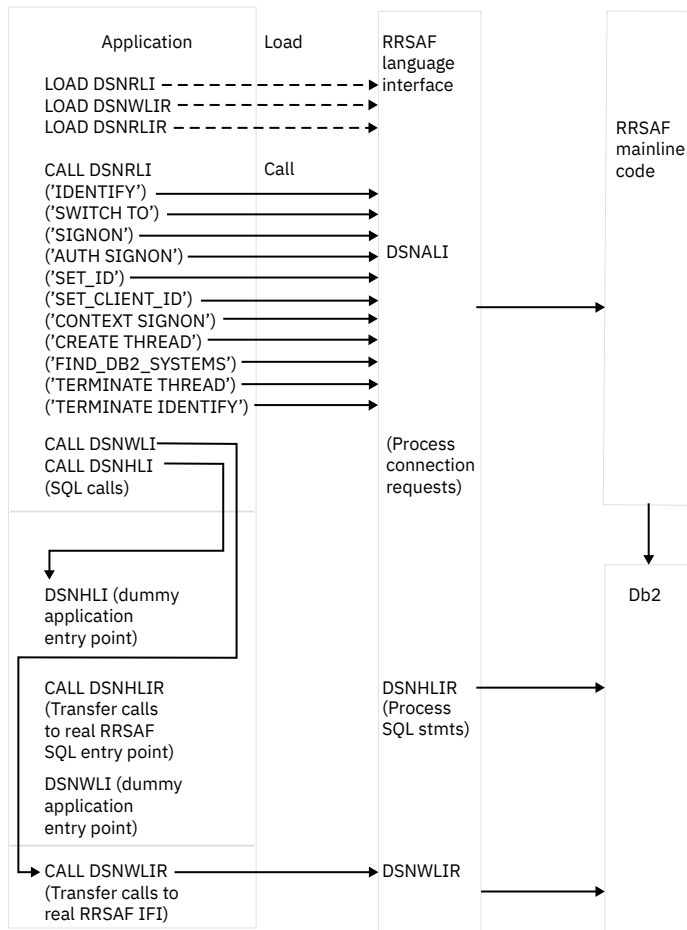 Application
Load
RRSAF
language
interface
LOAD DSNRLI
LOAD DSNWLIR
LOAD DSNRLIR
RRSAF
mainline
code
CALL DSNRLI
Call
('IDENTIFY')
(‘SWITCH TO’)
(‘SIGNON’)
(‘AUTH SIGNON’)
DSNALI
(‘SET_ID’)
(‘SET_CLIENT_ID’)
(‘CONTEXT SIGNON’)
(‘CREATE THREAD’)
(‘FIND_DB2_SYSTEMS’)
(‘TERMINATE THREAD’)
(‘TERMINATE IDENTIFY’)
CALL DSNWLI
CALL DSNHLI
(SQL calls)
(Process
connection
requests)
DSNHLI (dummy
application
entry point)
Db2
CALL DSNHLIR
(Transfer calls
to real RRSAF
SQL entry point)
DSNHLIR
(Process
SQL stmts)
DSNWLI (dummy
application
entry point)
CALL DSNWLIR
(Transfer calls to
real RRSAF IFI)
DSNWLIR